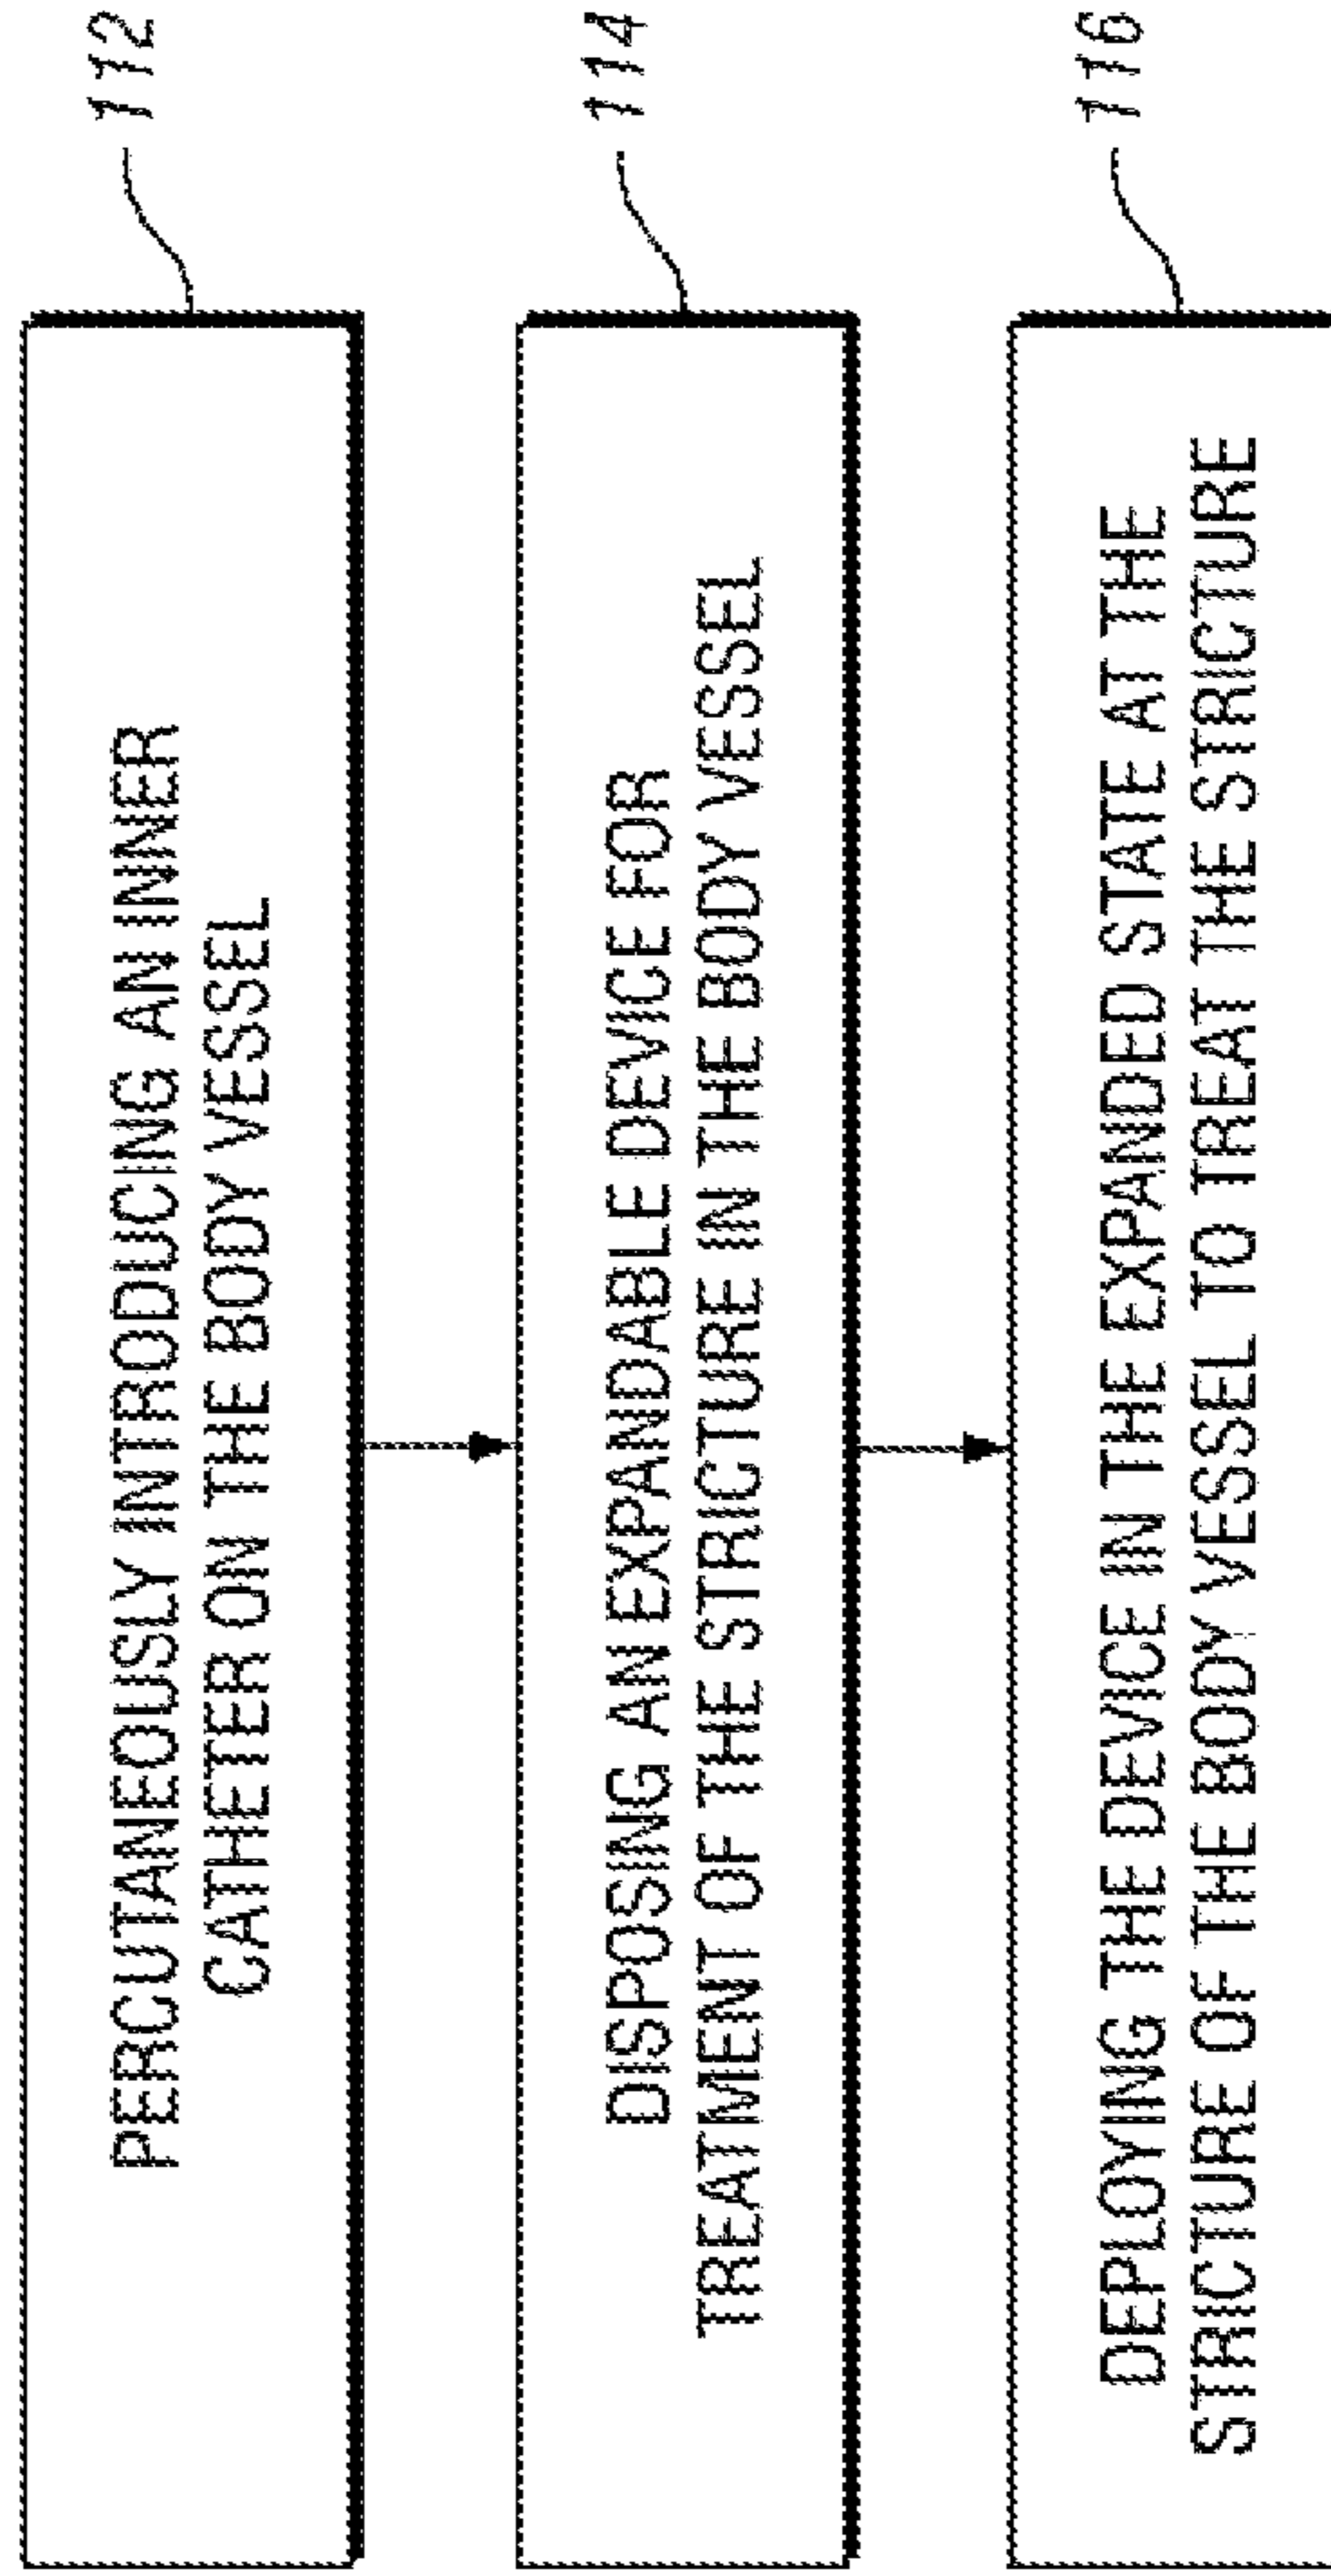 PERCUTANEOUSLY INTRODUCING AN INNER
CATHETER ON THE BODY VESSEL
112
DISPOSING AN EXPANDABLE DEVICE FOR
TREATMENT OF THE STRICTURE IN THE BODY VESSEL
114
DEPLOYING THE DEVICE IN THE EXPANDED STATE AT THE
STRICTURE OF THE BODY VESSEL TO TREAT THE STRICTURE
116